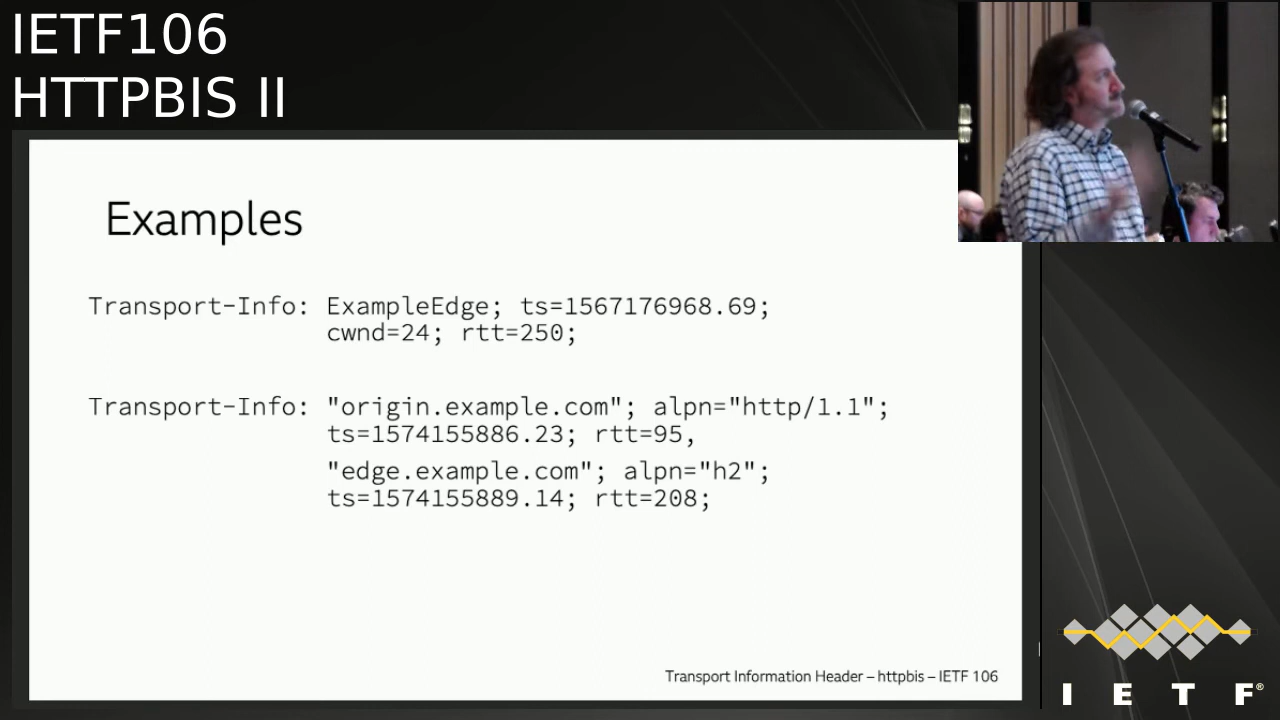 IETF106
HTTPBIS II
Examples
Transport-Info: ExampleEdge; ts=1567176968.69;
cwnd=24; rtt=250;
Transport-Info: "origin.example.com"; alpn="http/1.1";
ts=1574155886.23; rtt=95,
"edge.example.com"; alpn="h2";
ts=1574155889.14; rtt=208;
Transport Information Header – httpbis – IETF 106
I E T F®